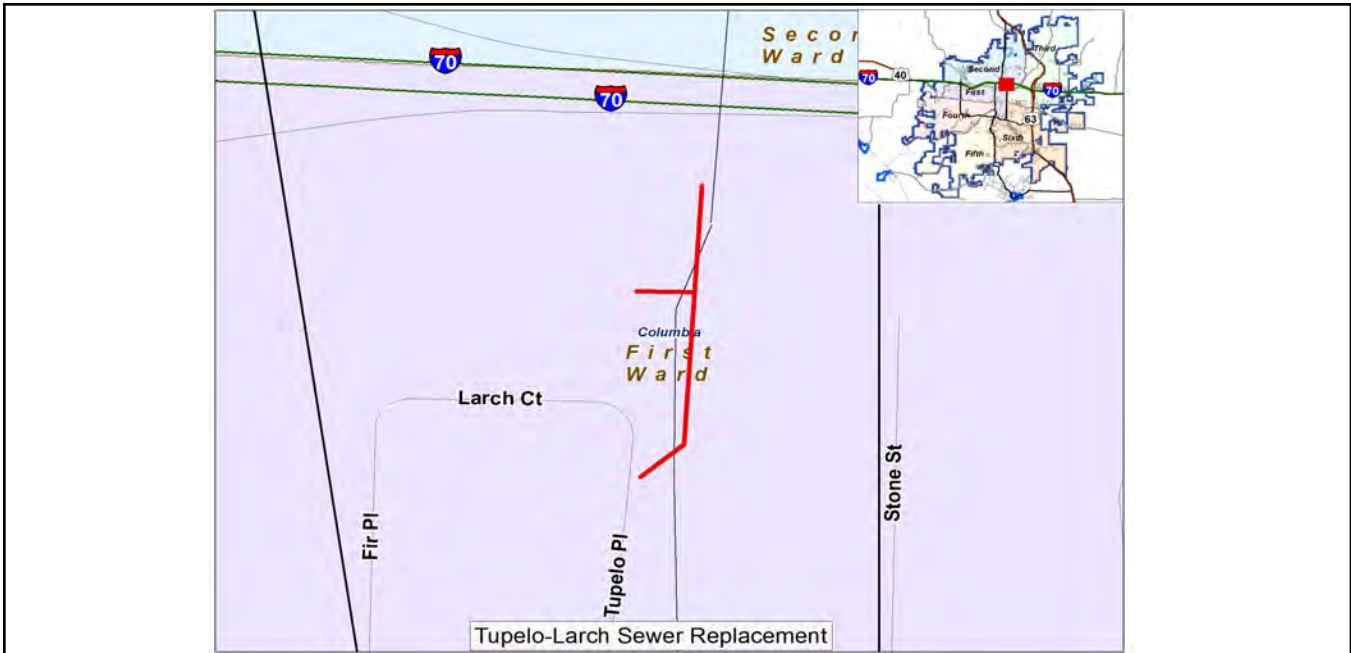 Secon
Ward
70
70
Columbia
First
Ward
Larch Ct
Fir Pl
Tupelo Pl
Stone St
Tupelo-Larch Sewer Replacement
Third
Second
40
70
First
70
Fourth
63
Sixth
Fifth